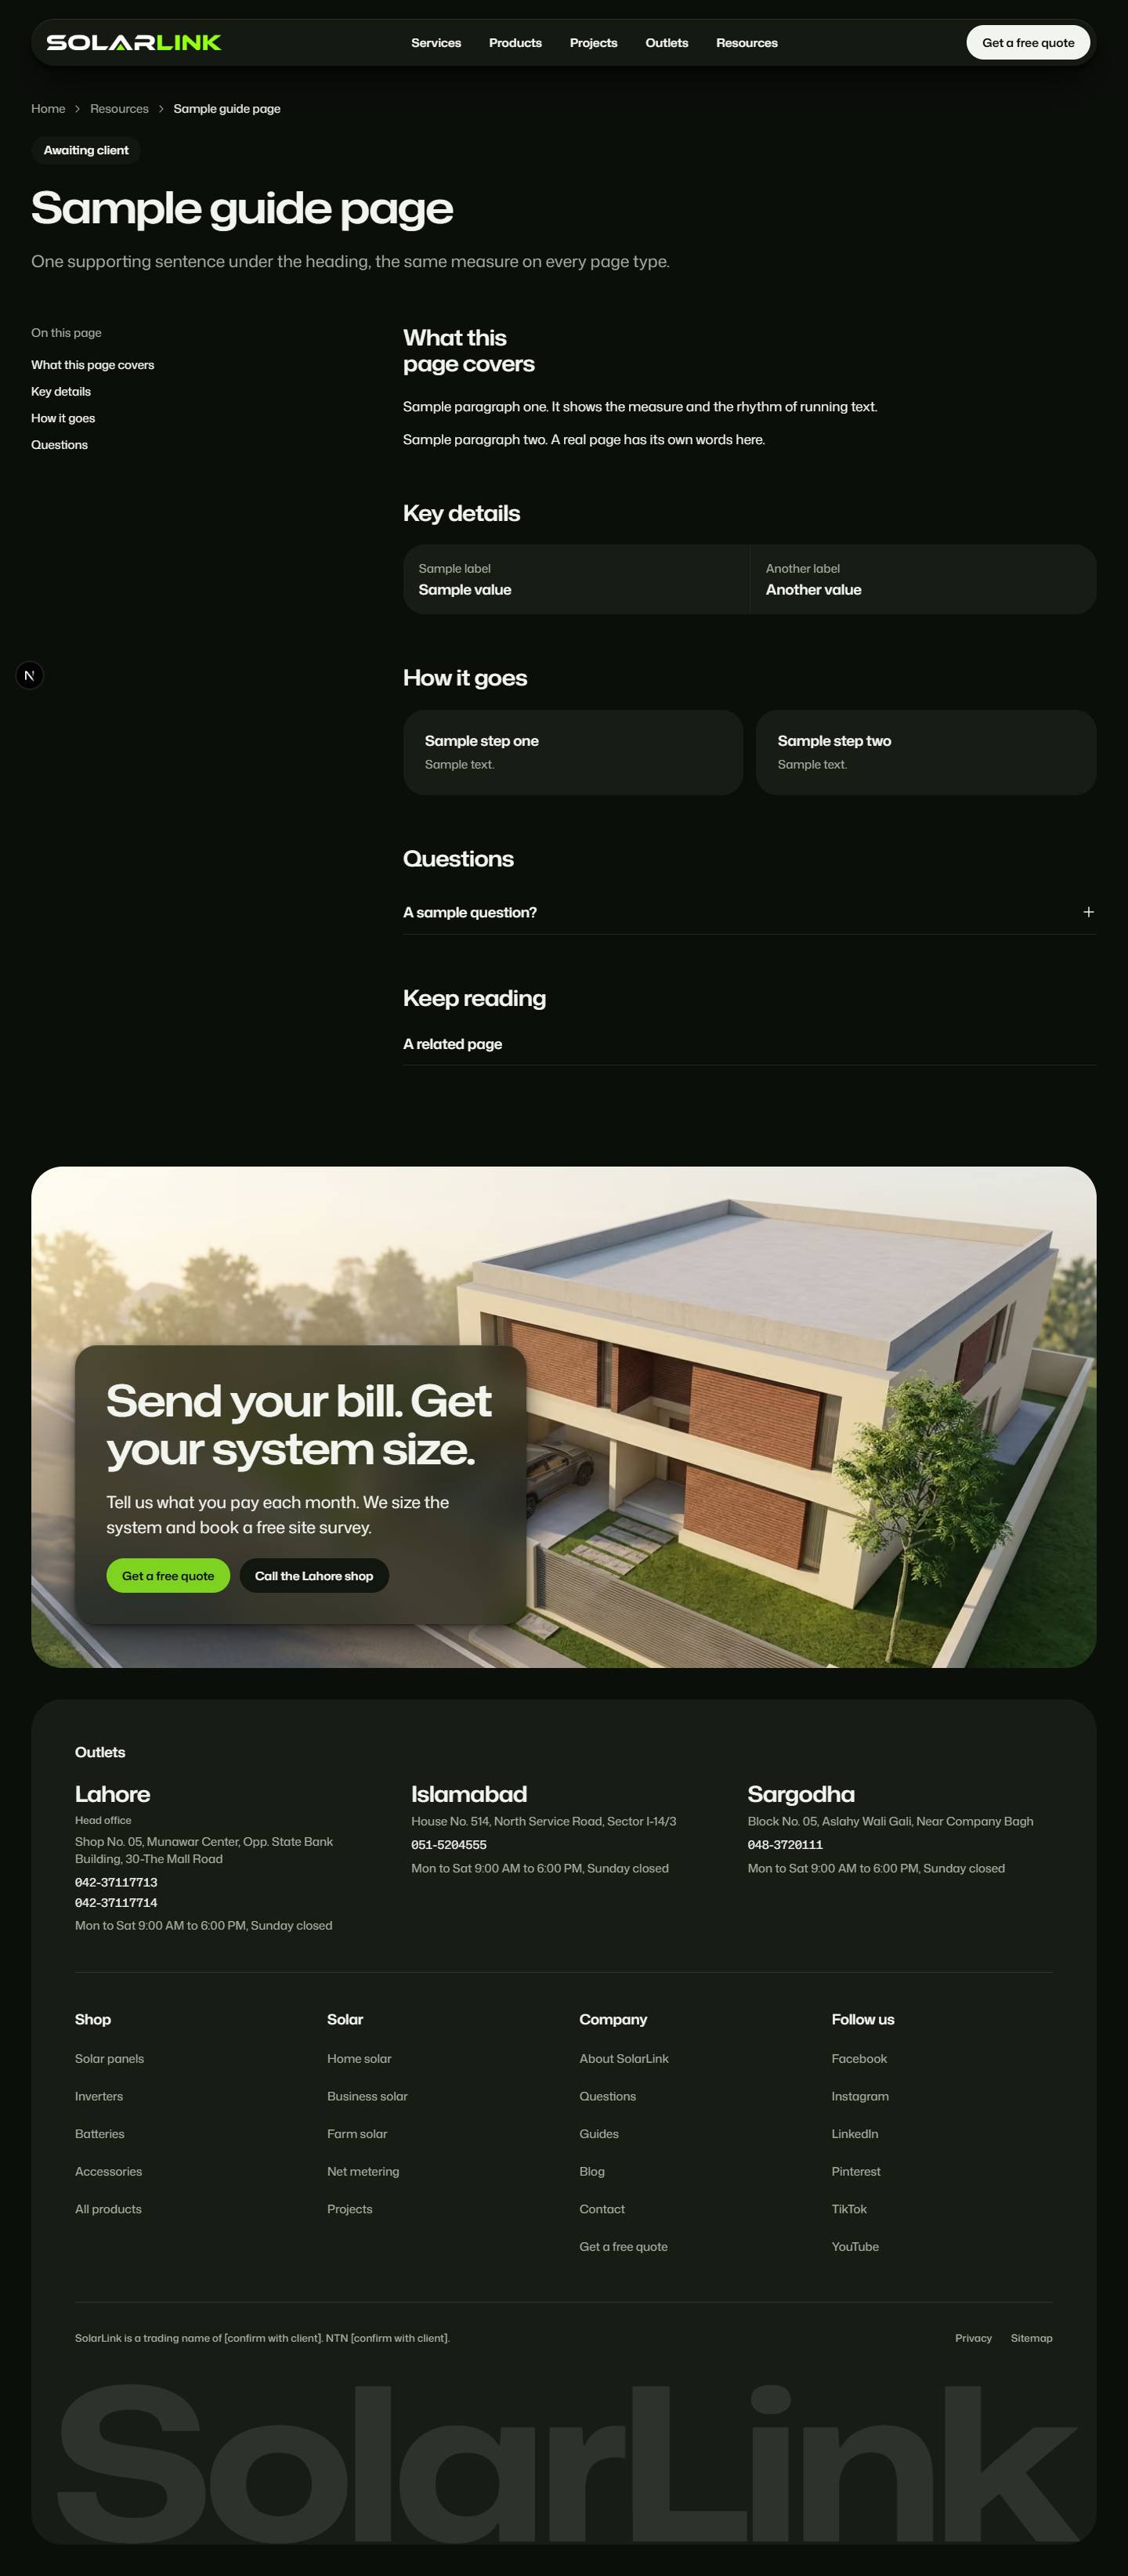 SOLARLINK
Services
Products
Projects
Outlets
Resources
Get a free quote
Home > Resources > Sample guide page
Awaiting client
Sample guide page
One supporting sentence under the heading, the same measure on every page type.
On this page
What this page covers
Key details
How it goes
Questions
What this
page covers
Sample paragraph one. It shows the measure and the rhythm of running text.
Sample paragraph two. A real page has its own words here.
Key details
Sample label
Sample value
Another label
Another value
N
How it goes
Sample step one
Sample text.
Sample step two
Sample text.
Questions
A sample question?
Keep reading
A related page
Send your bill. Get
your system size.
Tell us what you pay each month. We size the
system and book a free site survey.
Get a free quote
Call the Lahore shop
Outlets
Lahore
Head office
Shop No. 05, Munawar Center, Opp. State Bank
Building, 30-The Mall Road
042-37117713
042-37117714
Mon to Sat 9:00 AM to 6:00 PM, Sunday closed
Islamabad
House No. 514, North Service Road, Sector I-14/3
051-5204555
Mon to Sat 9:00 AM to 6:00 PM, Sunday closed
Sargodha
Block No. 05, Aslahy Wali Gali, Near Company Bagh
048-3720111
Mon to Sat 9:00 AM to 6:00 PM, Sunday closed
Shop
Solar panels
Inverters
Batteries
Accessories
All products
Solar
Home solar
Business solar
Farm solar
Net metering
Projects
Company
About SolarLink
Questions
Guides
Blog
Contact
Get a free quote
Follow us
Facebook
Instagram
LinkedIn
Pinterest
TikTok
YouTube
SolarLink is a trading name of [confirm with client]. NTN [confirm with client].
Privacy
Sitemap
SolarLink